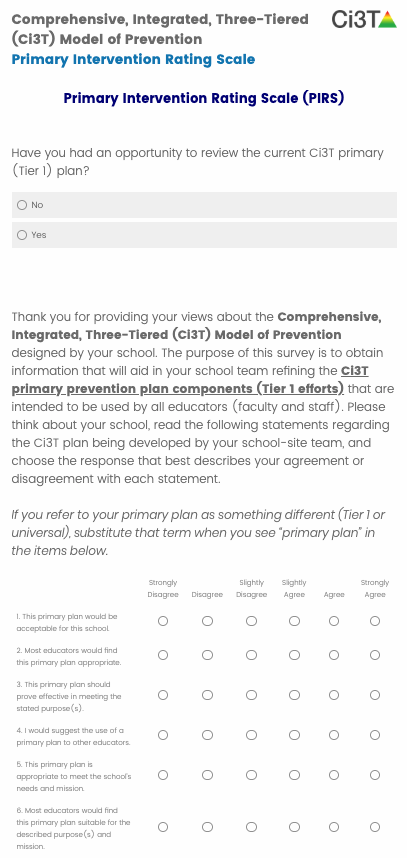 Comprehensive, Integrated, Three-Tiered
(Ci3T) Model of Prevention
Primary Intervention Rating Scale
Ci3T
Primary Intervention Rating Scale (PIRS)
Have you had an opportunity to review the current Ci3T primary
(Tier 1) plan?
No
Yes
Thank you for providing your views about the Comprehensive,
Integrated, Three-Tiered (Ci3T) Model of Prevention
designed by your school. The purpose of this survey is to obtain
information that will aid in your school team refining the Ci3T
primary prevention plan components (Tier 1 efforts) that are
intended to be used by all educators (faculty and staff). Please
think about your school, read the following statements regarding
the Ci3T plan being developed by your school-site team, and
choose the response that best describes your agreement or
disagreement with each statement.
If you refer to your primary plan as something different (Tier 1 or
universal), substitute that term when you see "primary plan" in
the items below.
Strongly Disagree
Disagree
Slightly Disagree
Slightly Agree
Agree
Strongly Agree
1. This primary plan would be
acceptable for this school.
2. Most educators would find
this primary plan appropriate.
3. This primary plan should
prove effective in meeting the
stated purpose(s).
4. I would suggest the use of a
primary plan to other educators.
5. This primary plan is
appropriate to meet the school's
needs and mission.
6. Most educators would find
this primary plan suitable for the
described purpose(s) and
mission.